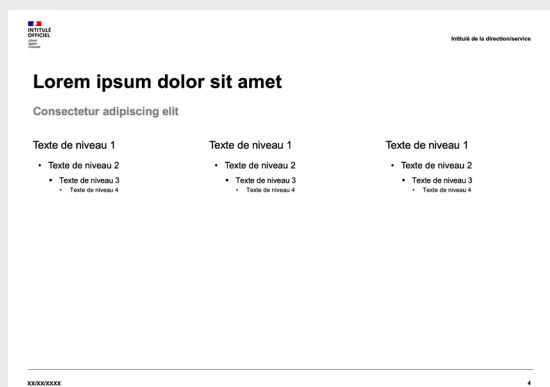 INTITULÉ
OFFICIEL
Liberté
Égalité
Fraternité
Intitulé de la direction/service
Lorem ipsum dolor sit amet
Consectetur adipiscing elit
Texte de niveau 1
• Texte de niveau 2
▪ Texte de niveau 3
• Texte de niveau 4
Texte de niveau 1
• Texte de niveau 2
▪ Texte de niveau 3
• Texte de niveau 4
Texte de niveau 1
• Texte de niveau 2
▪ Texte de niveau 3
• Texte de niveau 4
XX/XX/XXXX
4